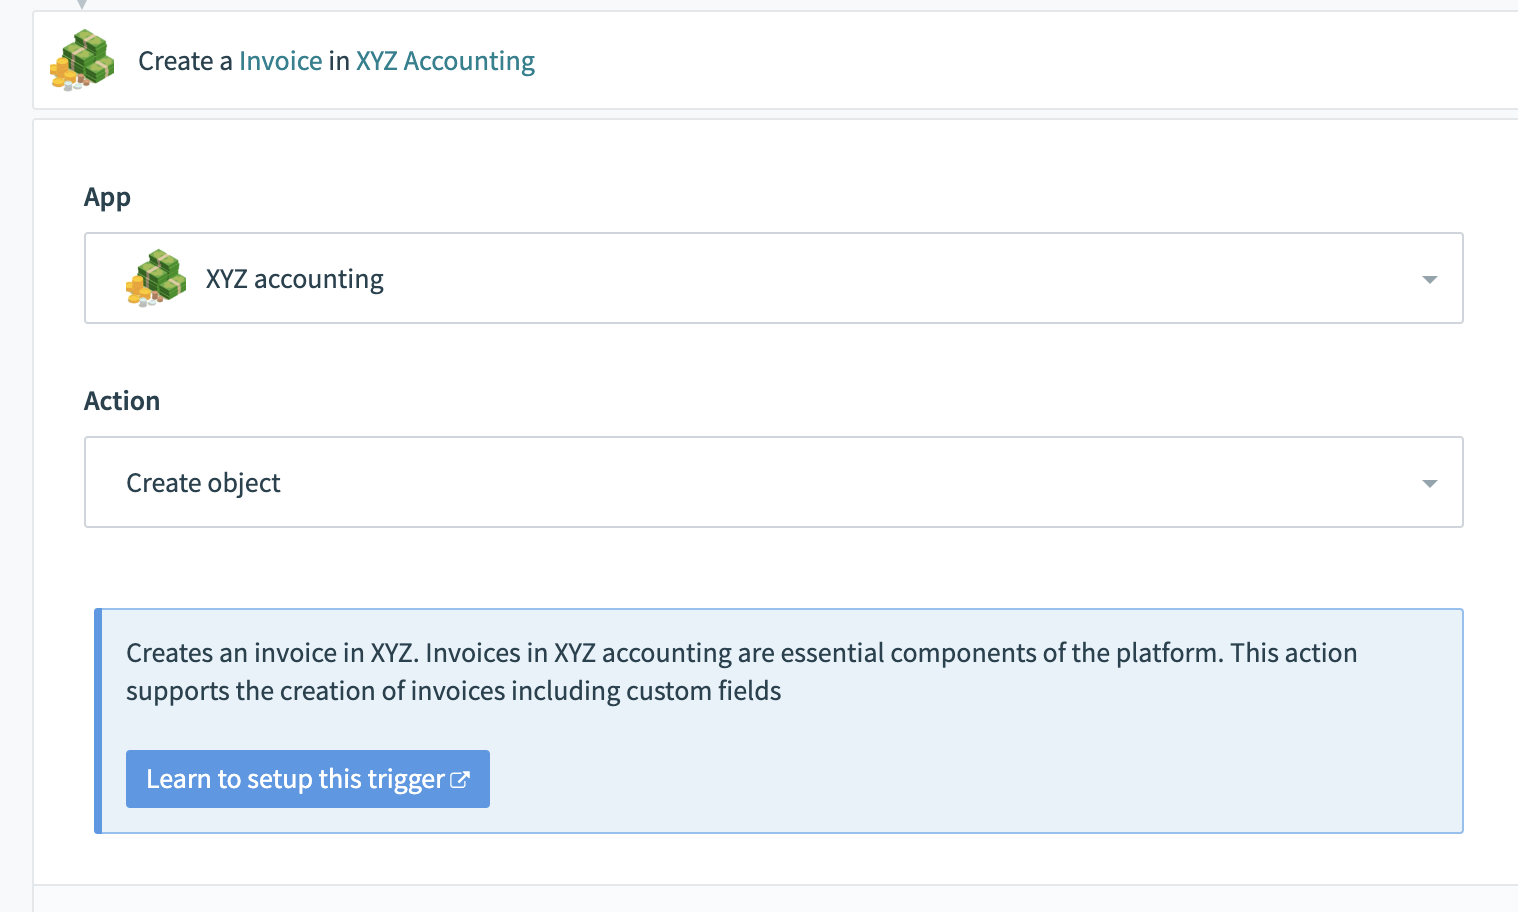 Create a Invoice in XYZ Accounting
App
XYZ accounting
Action
Create object
Creates an invoice in XYZ. Invoices in XYZ accounting are essential components of the platform. This action
supports the creation of invoices including custom fields
Learn to setup this trigger